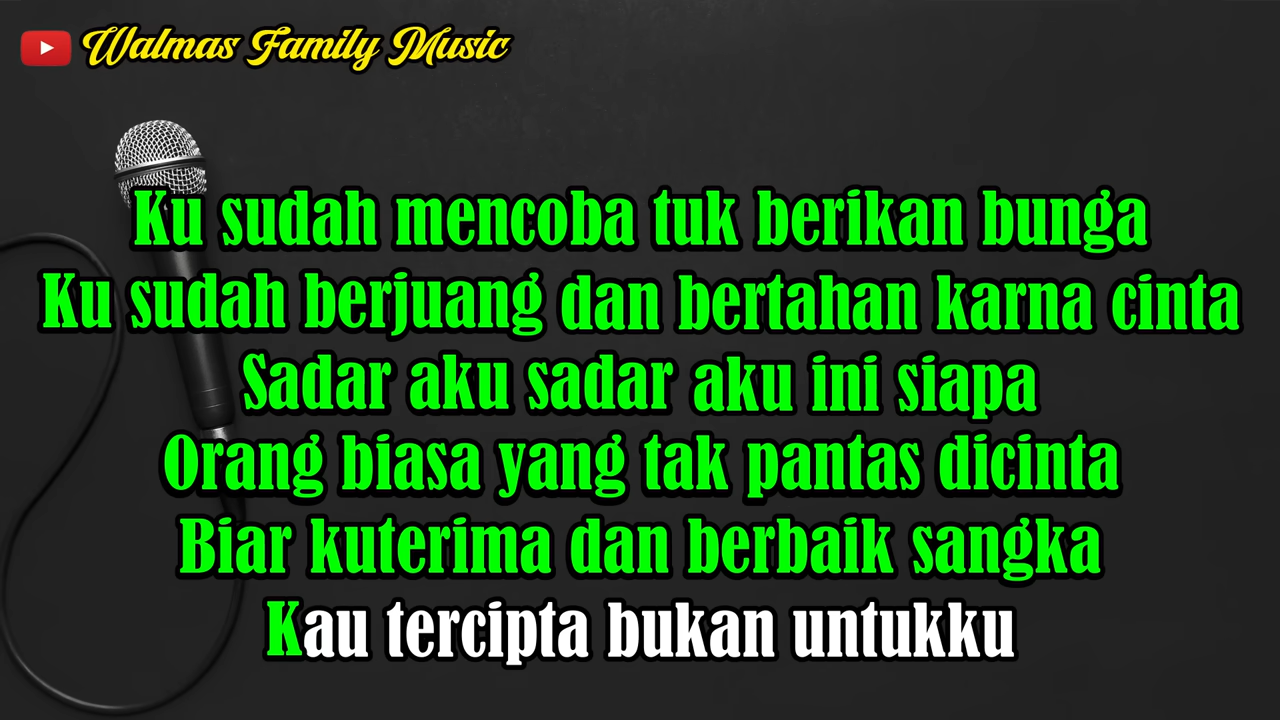 Walmas Family Music
Ku sudah mencoba tuk berikan bunga
Ku sudah berjuang dan bertahan karna cinta
Sadar aku sadar aku ini siapa
Orang biasa yang tak pantas dicinta
Biar kuterima dan berbaik sangka
Kau tercipta bukan untukku